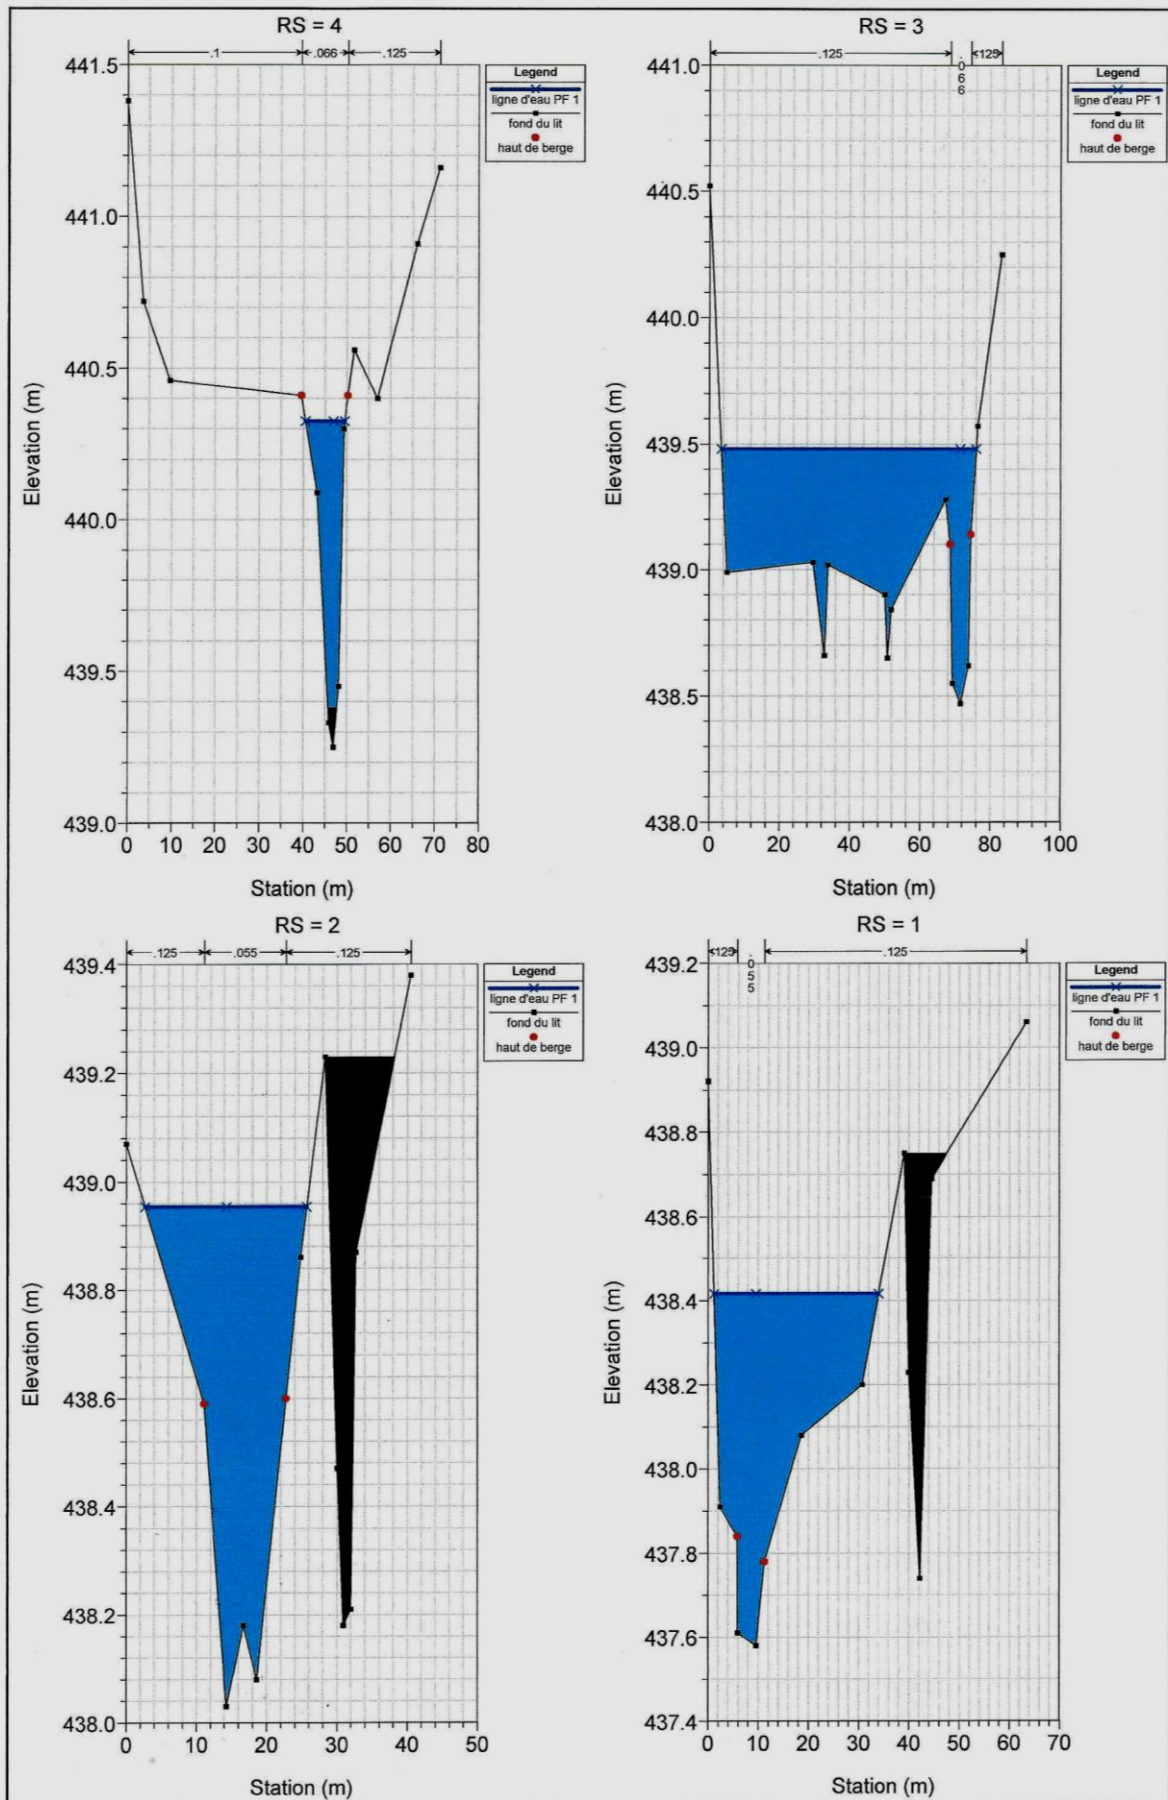 RS = 4
.1 .066 .125
441.5
441.0
440.5
440.0
439.5
439.0
Elevation (m)
0 10 20 30 40 50 60 70 80
Station (m)
Legend
ligne d'eau PF 1
fond du lit
haut de berge
RS = 3
.125 .066 .125
441.0
440.5
440.0
439.5
439.0
438.5
438.0
Elevation (m)
0 20 40 60 80 100
Station (m)
Legend
ligne d'eau PF 1
fond du lit
haut de berge
RS = 2
.125 .055 .125
439.4
439.2
439.0
438.8
438.6
438.4
438.2
438.0
Elevation (m)
0 10 20 30 40 50
Station (m)
Legend
ligne d'eau PF 1
fond du lit
haut de berge
RS = 1
.125 .055 .125
439.2
439.0
438.8
438.6
438.4
438.2
438.0
437.8
437.6
437.4
Elevation (m)
0 10 20 30 40 50 60 70
Station (m)
Legend
ligne d'eau PF 1
fond du lit
haut de berge